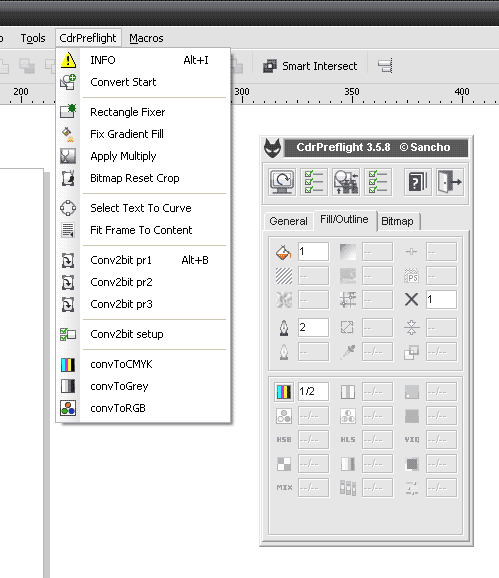 Tools CdrPreflight Macros
Smart Intersect
200 300 350 400
INFO Alt+I
Convert Start
Rectangle Fixer
Fix Gradient Fill
Apply Multiply
Bitmap Reset Crop
Select Text To Curve
Fit Frame To Content
Conv2bit pr1 Alt+B
Conv2bit pr2
Conv2bit pr3
Conv2bit setup
convToCMYK
convToGrey
convToRGB
CdrPreflight 3.5.8 © Sancho
General Fill/Outline Bitmap
1 -- --
-- -- --
-- -- 1
2 -- --
-- -- --
1/2 --/-- --/--
--/-- --/-- --/--
HSB --/-- HLS --/-- YIQ --/--
--/-- --/-- --/--
MIX --/-- --/-- --/--